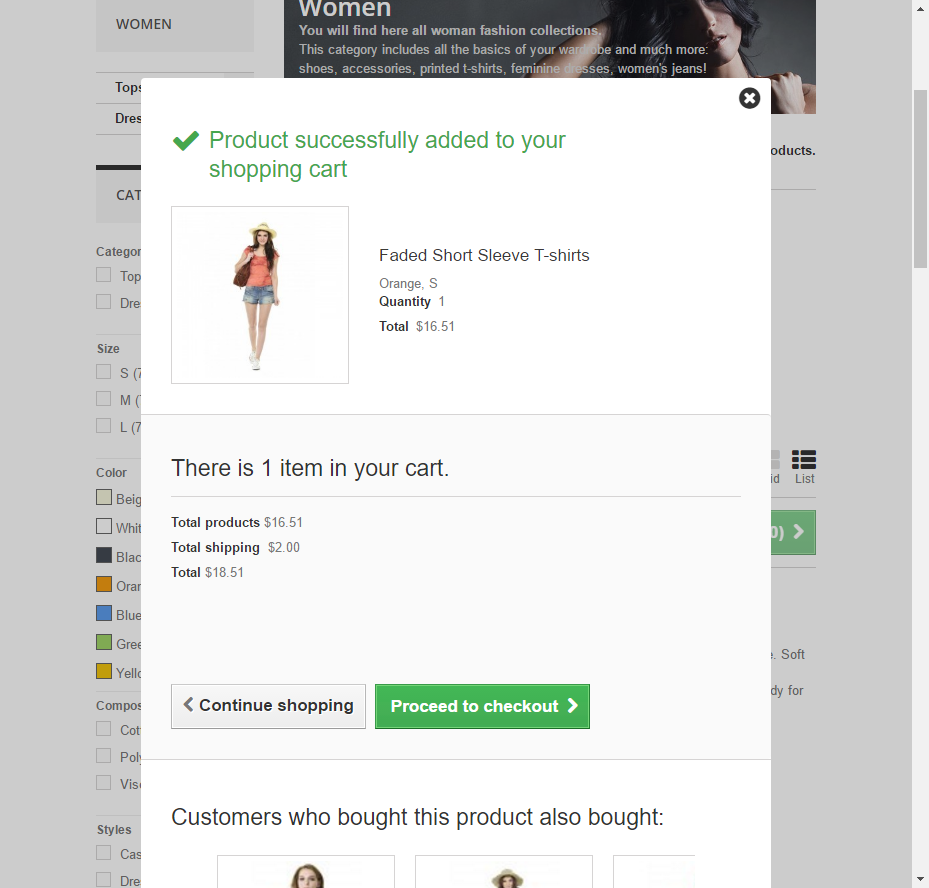 Women
WOMEN
You will find here all woman fashion collections.
This category includes all the basics of your wardrobe and much more:
shoes, accessories, printed t-shirts, feminine dresses, women's jeans!
Tops
Dres
oducts.
Product successfully added to your
shopping cart
CAT
Faded Short Sleeve T-shirts
Orange, S
Quantity 1
Total $16.51
Categor
Top
Dre
Size
S (7
M (
L (7
There is 1 item in your cart.
id List
Color
Beig
Whit
Blac
Oran
Blue
Gree
Yello
Total products $16.51
Total shipping $2.00
Total $18.51
0)
e. Soft
dy for
Continue shopping
Proceed to checkout
Compos
Cott
Poly
Visc
Customers who bought this product also bought:
Styles
Cas
Dre